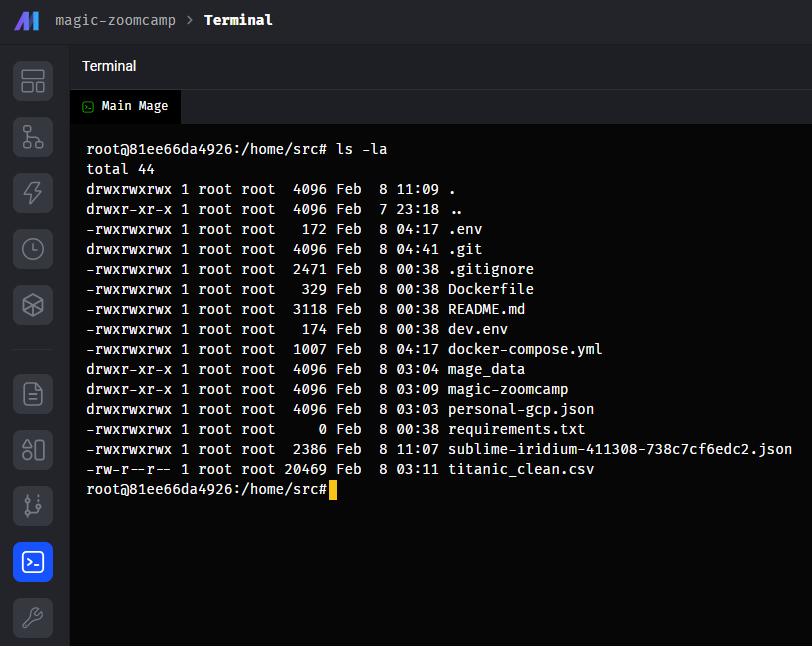 magic-zoomcamp > Terminal
Terminal
Main Mage
root@81ee66da4926:/home/src# ls -la
total 44
drwxrwxrwx 1 root root  4096 Feb  8 11:09 .
drwxr-xr-x 1 root root  4096 Feb  7 23:18 ..
-rwxrwxrwx 1 root root   172 Feb  8 04:17 .env
drwxrwxrwx 1 root root  4096 Feb  8 04:41 .git
-rwxrwxrwx 1 root root  2471 Feb  8 00:38 .gitignore
-rwxrwxrwx 1 root root   329 Feb  8 00:38 Dockerfile
-rwxrwxrwx 1 root root  3118 Feb  8 00:38 README.md
-rwxrwxrwx 1 root root   174 Feb  8 00:38 dev.env
-rwxrwxrwx 1 root root  1007 Feb  8 04:17 docker-compose.yml
drwxr-xr-x 1 root root  4096 Feb  8 03:04 mage_data
drwxr-xr-x 1 root root  4096 Feb  8 03:09 magic-zoomcamp
drwxrwxrwx 1 root root  4096 Feb  8 03:03 personal-gcp.json
-rwxrwxrwx 1 root root     0 Feb  8 00:38 requirements.txt
-rwxrwxrwx 1 root root  2386 Feb  8 11:07 sublime-iridium-411308-738c7cf6edc2.json
-rw-r--r-- 1 root root 20469 Feb  8 03:11 titanic_clean.csv
root@81ee66da4926:/home/src#